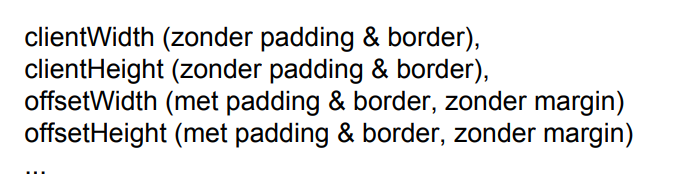 clientWidth (zonder padding & border),
clientHeight (zonder padding & border),
offsetWidth (met padding & border, zonder margin)
offsetHeight (met padding & border, zonder margin)
...